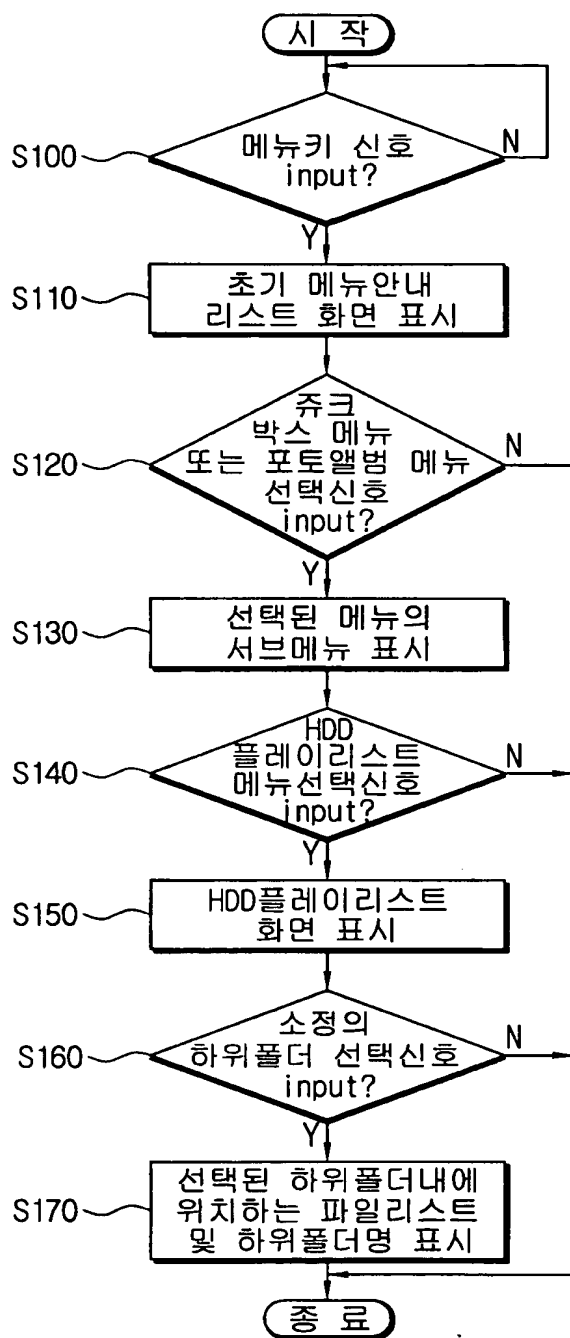 시 작
S100
메뉴키 신호
input?
N
Y
S110
초기 메뉴안내
리스트 화면 표시
S120
쥬크
박스 메뉴
또는 포토앨범 메뉴
선택신호
input?
N
Y
S130
선택된 메뉴의
서브메뉴 표시
S140
HDD
플레이리스트
메뉴선택신호
input?
N
Y
S150
HDD플레이리스트
화면 표시
S160
소정의
하위폴더 선택신호
input?
N
Y
S170
선택된 하위폴더내에
위치하는 파일리스트
및 하위폴더명 표시
종 료